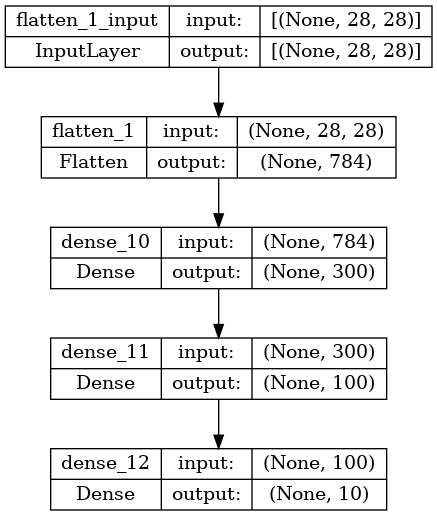 flatten_1_input input: [(None, 28, 28)]
InputLayer output: [(None, 28, 28)]
flatten_1 input: (None, 28, 28)
Flatten output: (None, 784)
dense_10 input: (None, 784)
Dense output: (None, 300)
dense_11 input: (None, 300)
Dense output: (None, 100)
dense_12 input: (None, 100)
Dense output: (None, 10)